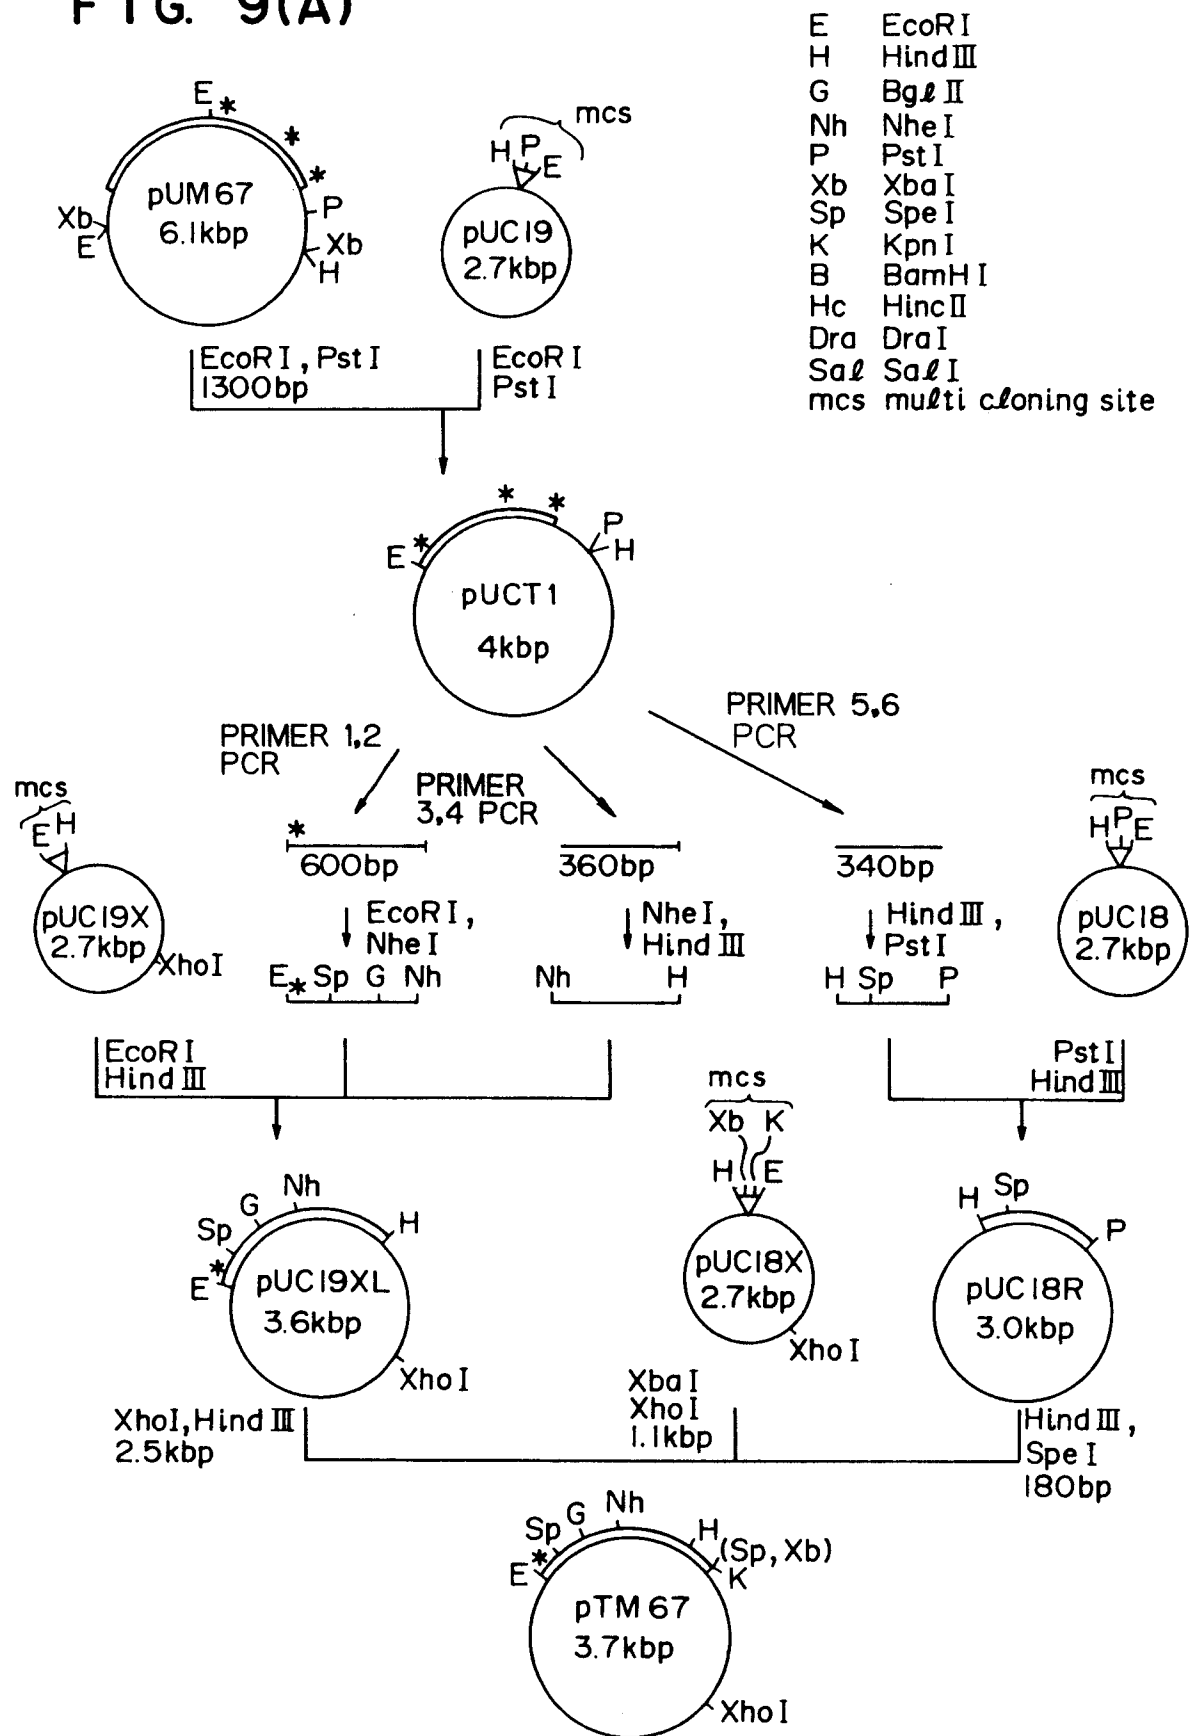 FIG. 9(A)
E EcoRI
H HindIII
G BglII
Nh NheI
P PstI
Xb XbaI
Sp SpeI
K KpnI
B BamHI
Hc HincII
Dra DraI
Sal SalI
mcs multi cloning site
E * * *
pUM67
6.1kbp
Xb
E
P
Xb
H
mcs
H P E
pUC19
2.7kbp
EcoRI, PstI
1300bp
EcoRI
PstI
* * *
E
P
H
pUCT1
4kbp
PRIMER 1,2
PCR
PRIMER
3,4 PCR
PRIMER 5,6
PCR
mcs
E H
pUC19X
2.7kbp
XhoI
*
600bp
360bp
340bp
mcs
H P E
pUC18
2.7kbp
EcoRI,
NheI
NheI,
HindIII
HindIII,
PstI
E * Sp G Nh
Nh H
H Sp P
EcoRI
HindIII
PstI
HindIII
mcs
Xb K
H E
pUC18X
2.7kbp
XhoI
E * Sp G Nh H
pUC19XL
3.6kbp
XhoI
H Sp P
pUC18R
3.0kbp
XhoI, HindIII
2.5kbp
XbaI
XhoI
1.1kbp
HindIII,
SpeI
180bp
E * Sp G Nh H (Sp, Xb) K
pTM67
3.7kbp
XhoI